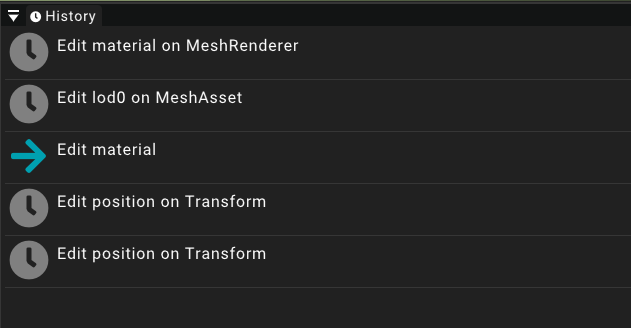 History
Edit material on MeshRenderer
Edit lod0 on MeshAsset
Edit material
Edit position on Transform
Edit position on Transform